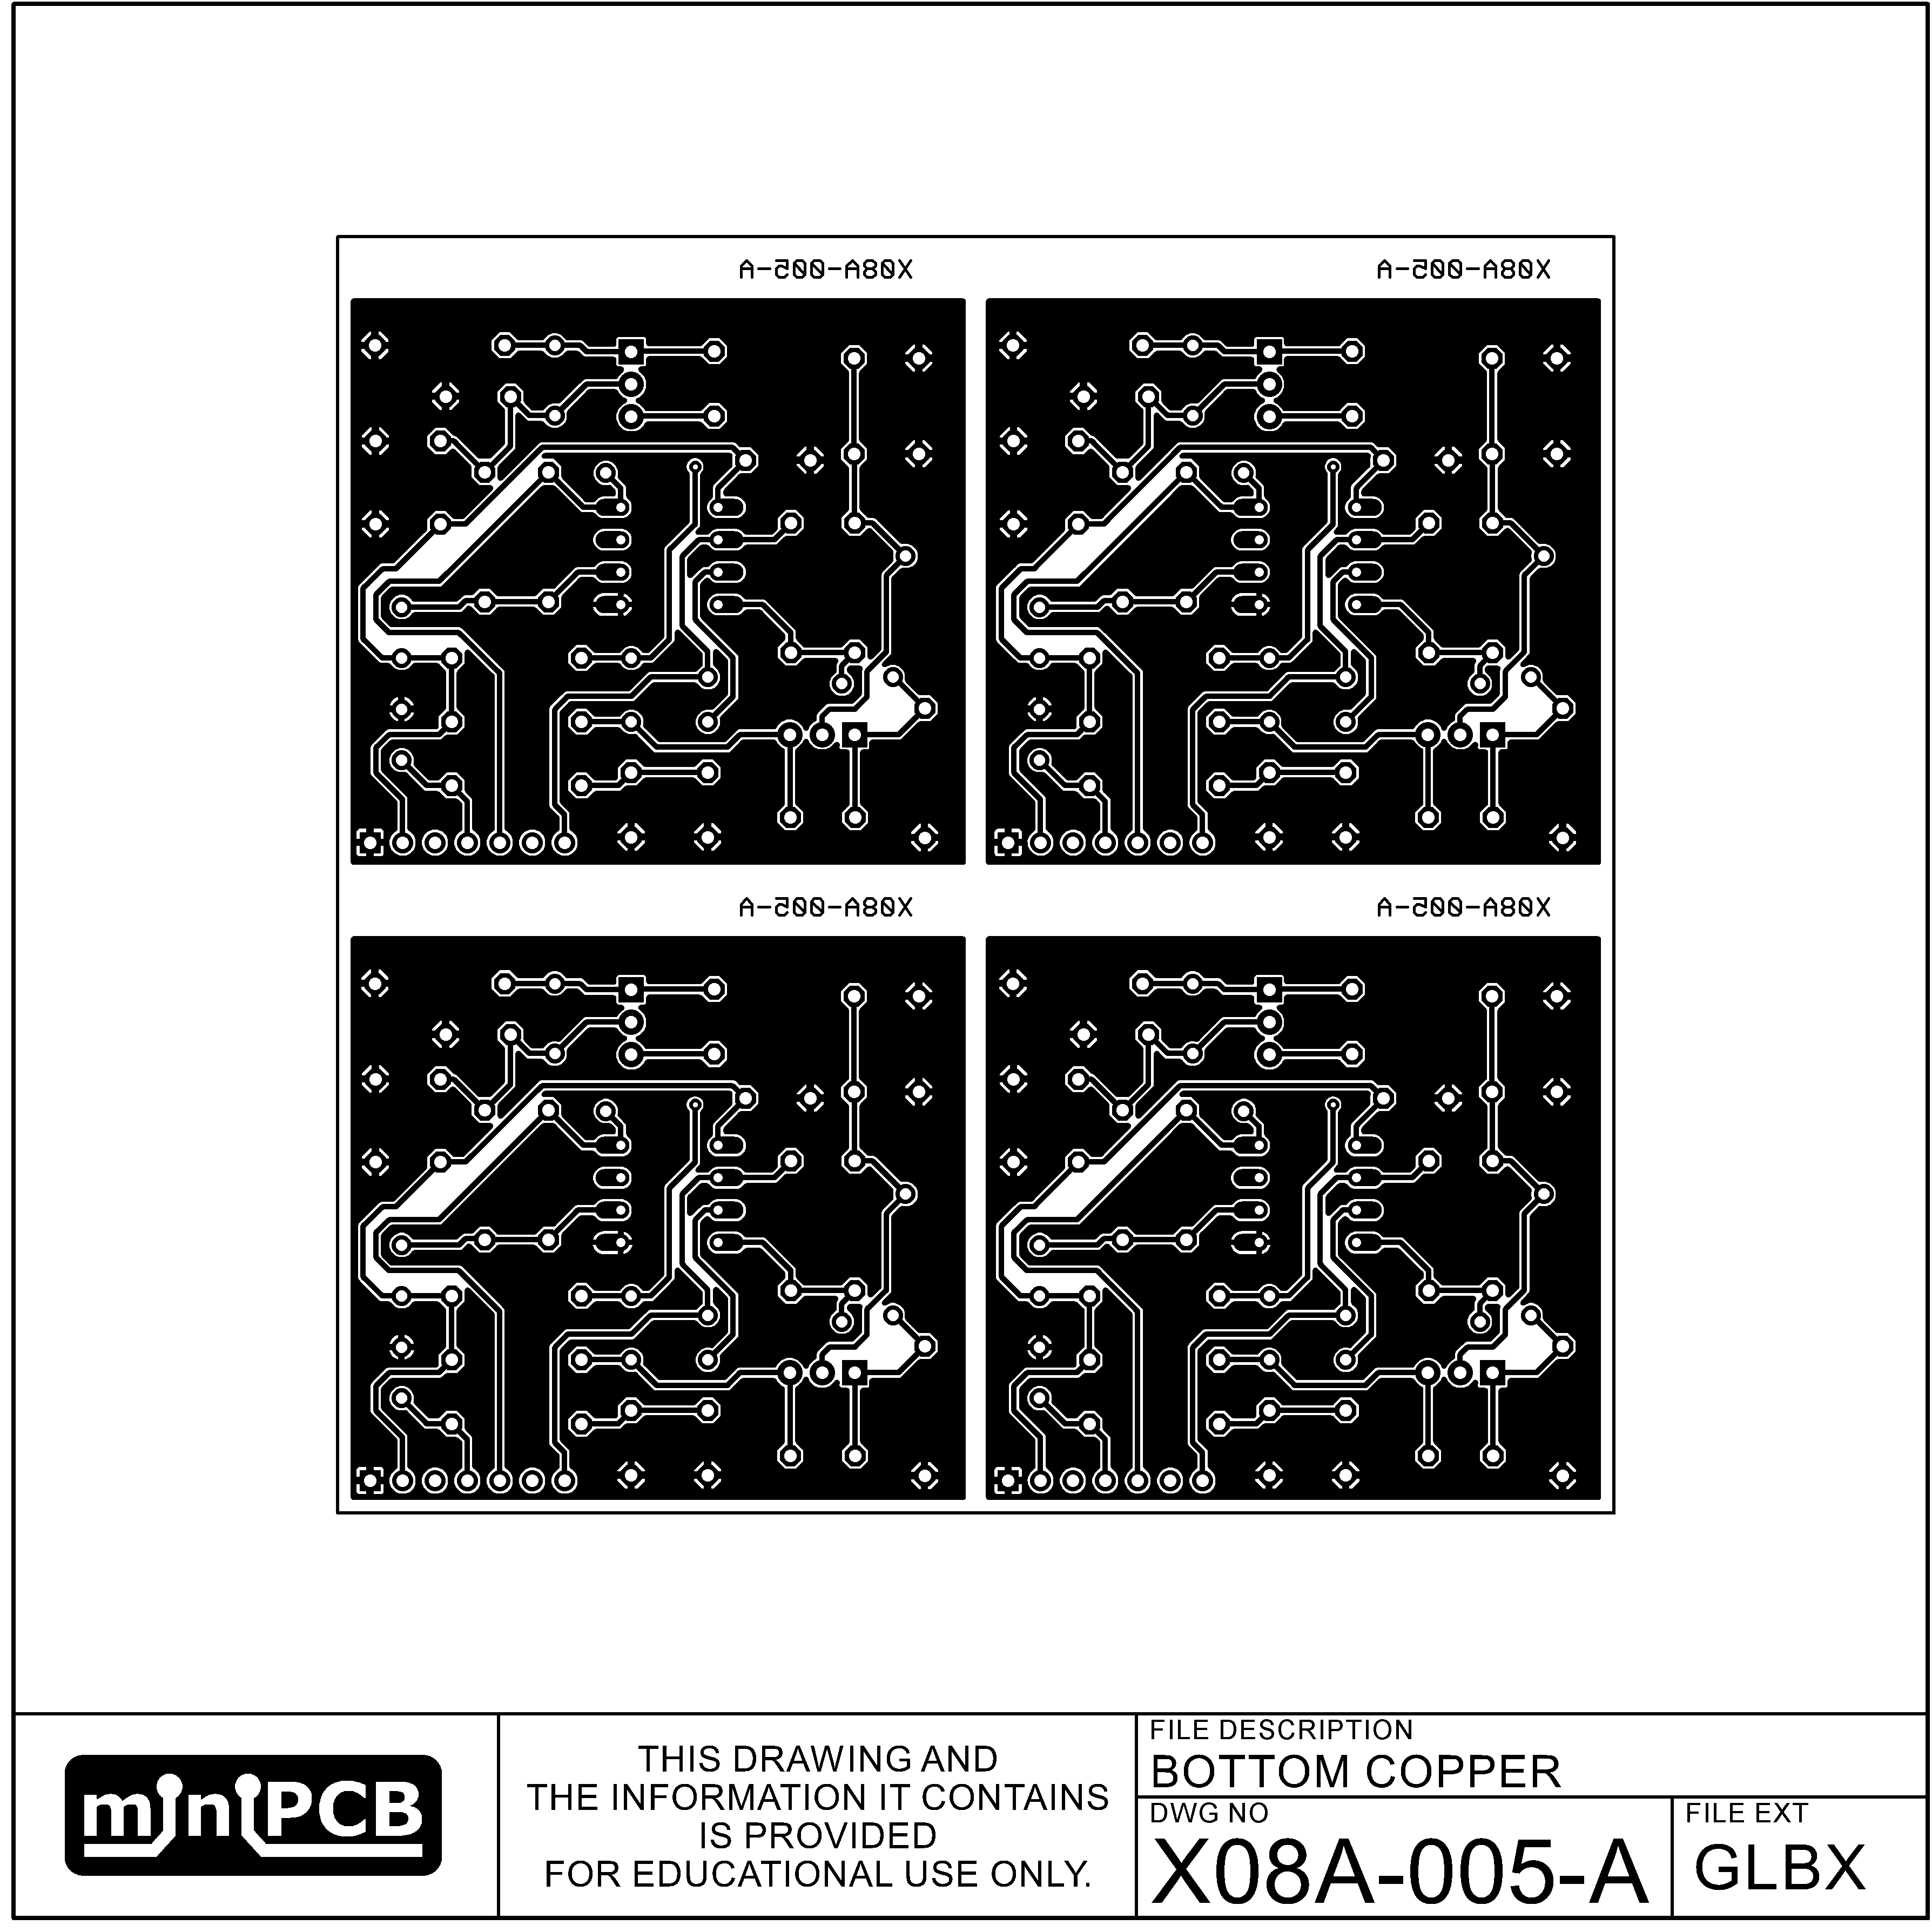 X08A-005-A
X08A-005-A
X08A-005-A
X08A-005-A
miniPCB
THIS DRAWING AND
THE INFORMATION IT CONTAINS
IS PROVIDED
FOR EDUCATIONAL USE ONLY.
FILE DESCRIPTION
BOTTOM COPPER
DWG NO
X08A-005-A
FILE EXT
GLBX